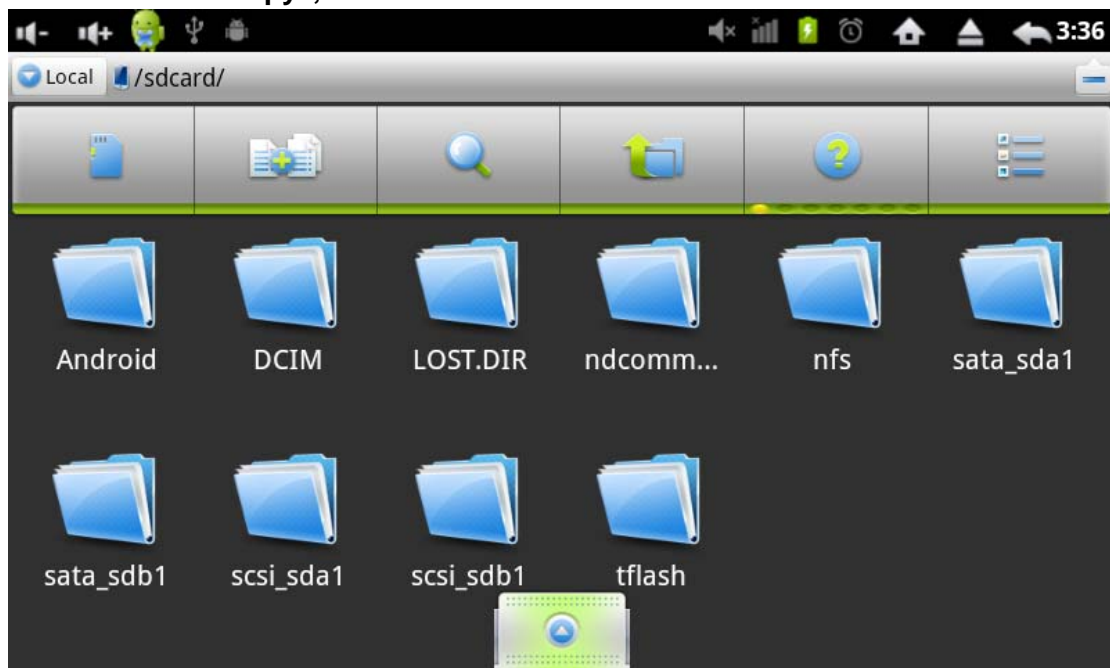 3:36
Local /sdcard/
Android DCIM LOST.DIR ndcomm... nfs sata_sda1
sata_sdb1 scsi_sda1 scsi_sdb1 tflash